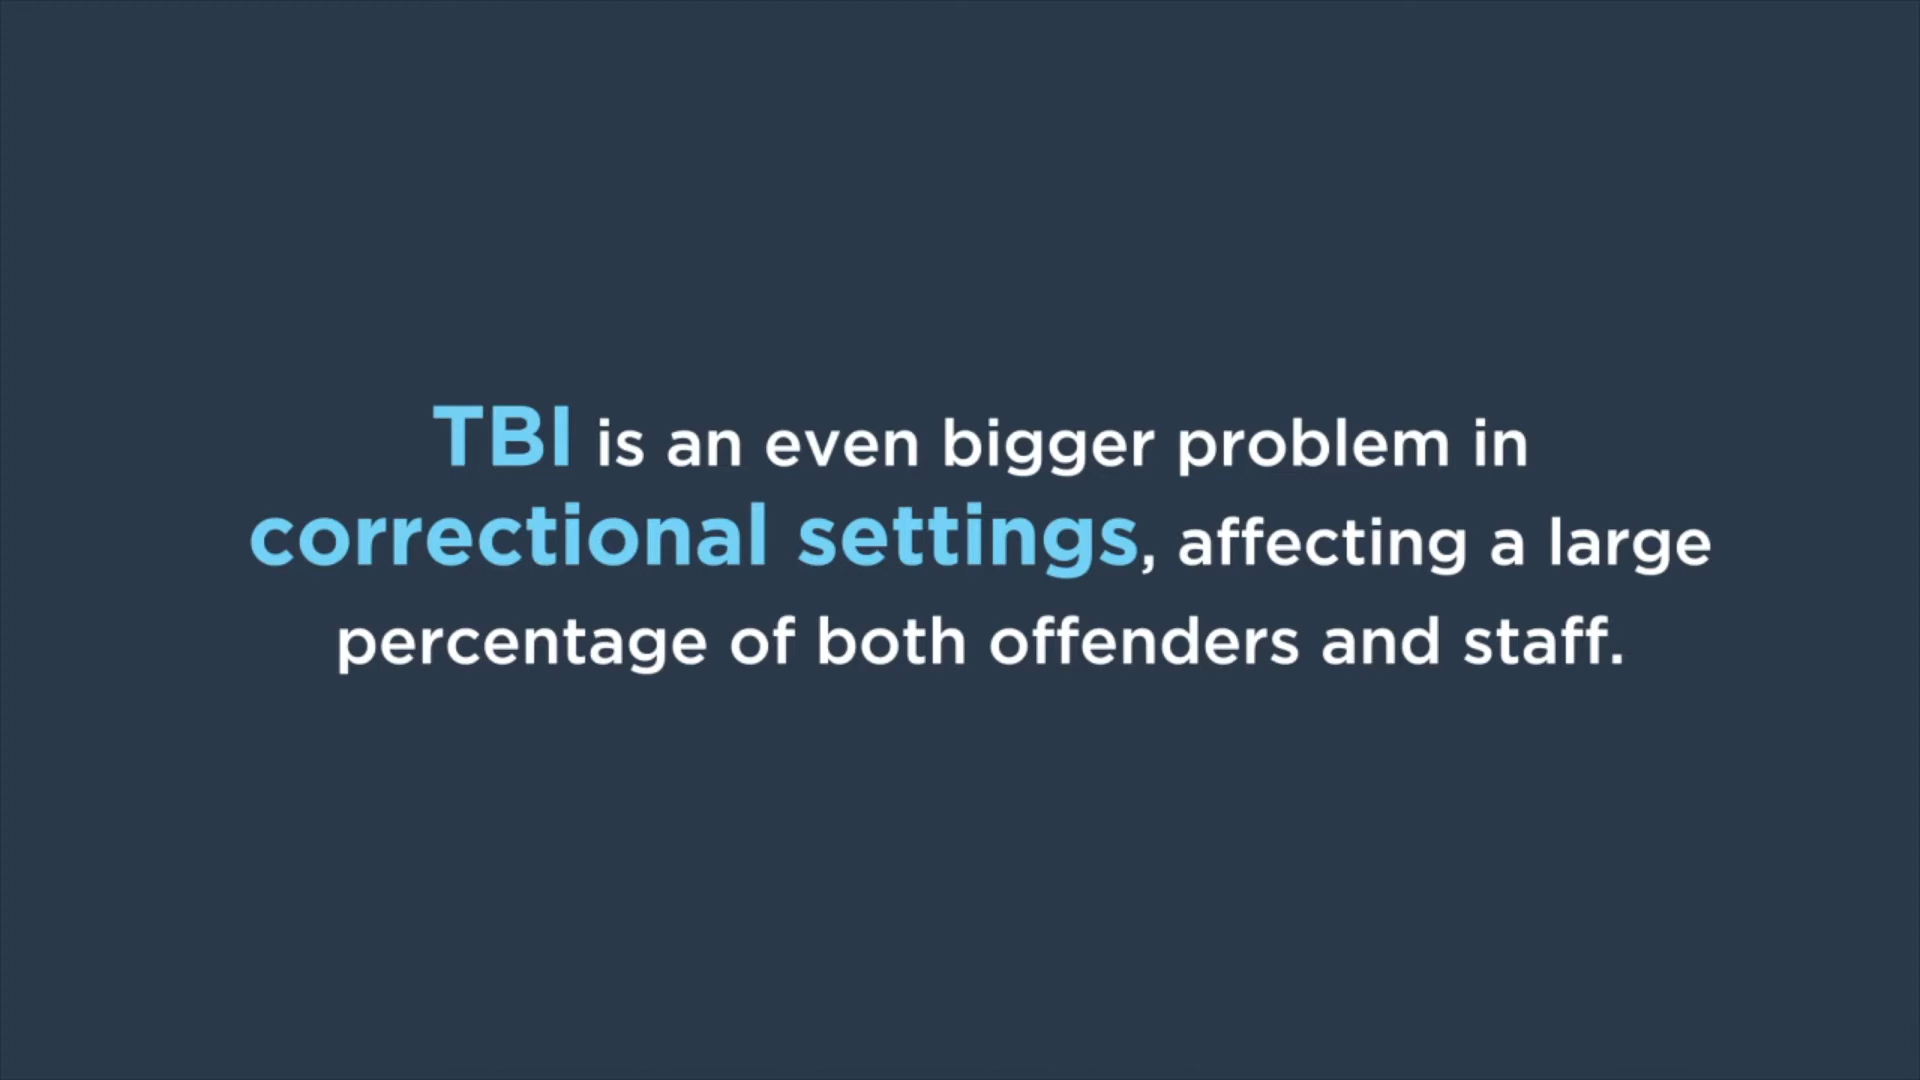 TBI is an even bigger problem in
correctional settings, affecting a large
percentage of both offenders and staff.